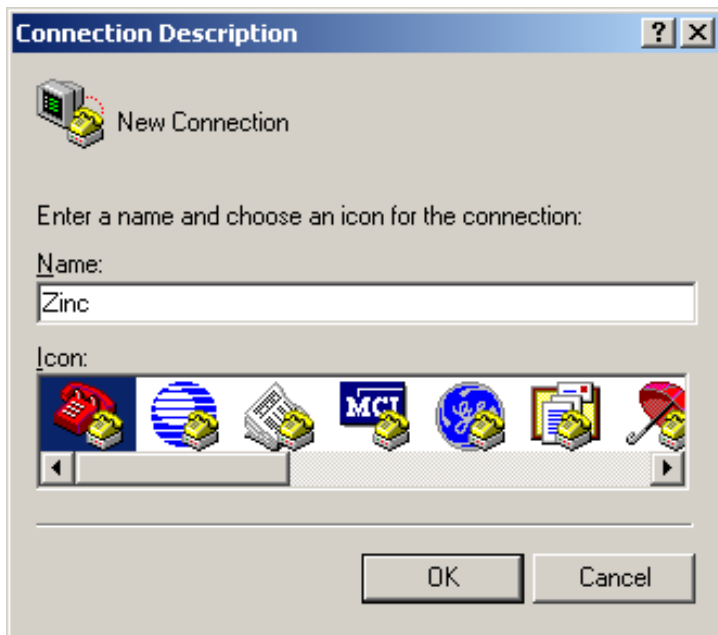 Connection Description
New Connection
Enter a name and choose an icon for the connection:
Name:
Zinc
Icon:
MCI
OK Cancel